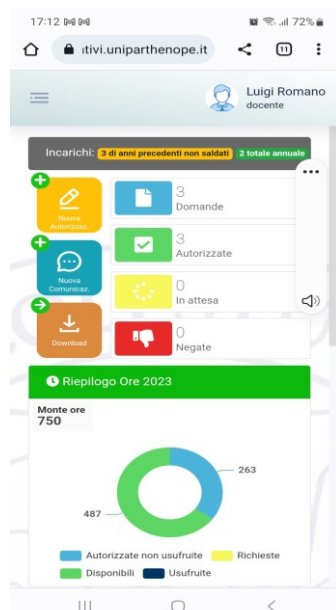 17:12
72%
itivi.uniparthenope.it
11
Luigi Romano
docente
Incarichi: 3 di anni precedenti non saldati 2 totale annuale
Nuova
Autorizzaz.
3
Domande
3
Autorizzate
Nuova
Comunicaz.
0
In attesa
Download
0
Negate
Riepilogo Ore 2023
Monte ore
750
263
487
Autorizzate non usufruite
Richieste
Disponibili
Usufruite